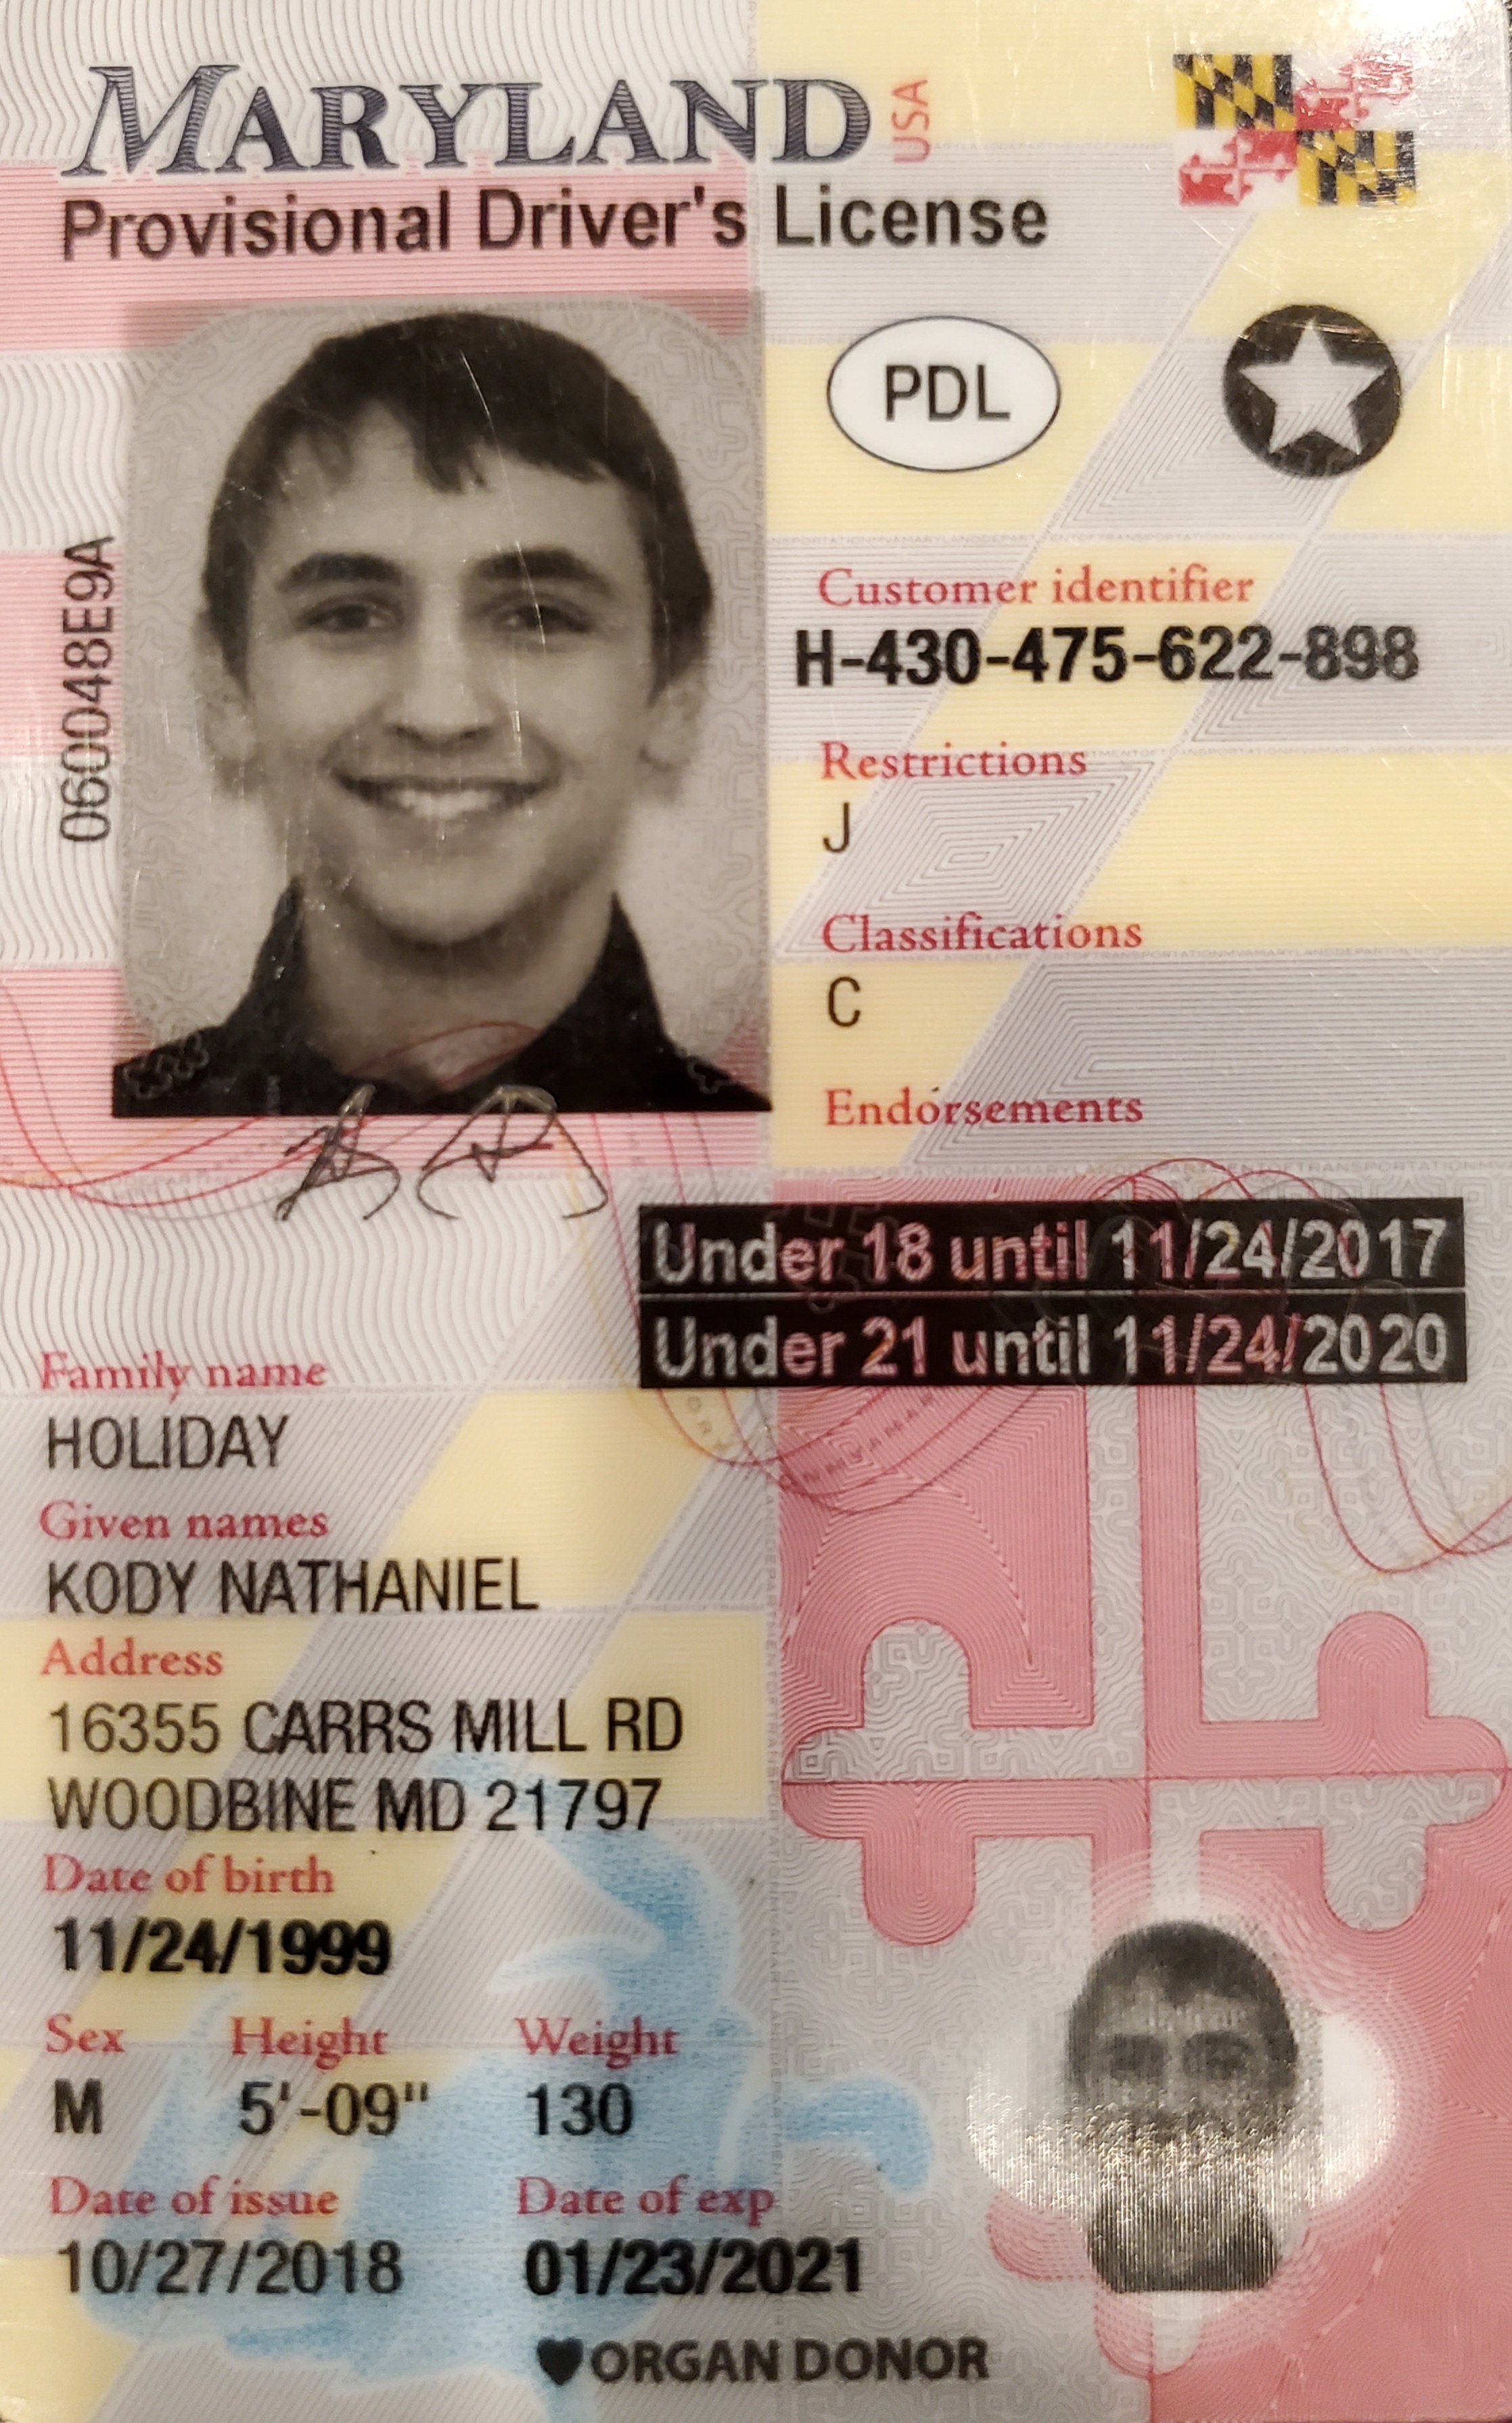 MARYLAND USA
Provisional Driver's License
PDL
060048E9A
Customer identifier
H-430-475-622-898
Restrictions
J
Classifications
C
Endorsements
Under 18 until 11/24/2017
Under 21 until 11/24/2020
Family name
HOLIDAY
Given names
KODY NATHANIEL
Address
16355 CARRS MILL RD
WOODBINE MD 21797
Date of birth
11/24/1999
Sex Height Weight
M 5'-09" 130
Date of issue Date of exp
10/27/2018 01/23/2021
ORGAN DONOR